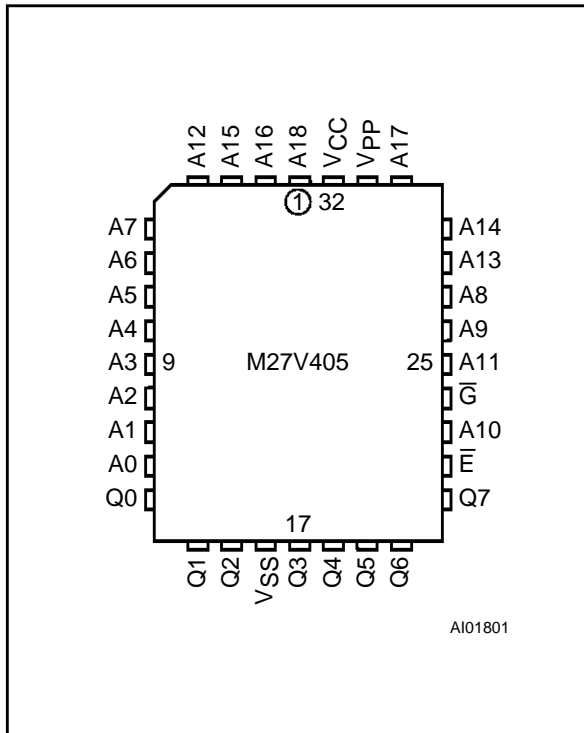 A12 A15 A16 A18 VCC VPP A17
1 32
A7 A14
A6 A13
A5 A8
A4 A9
A3 9 M27V405 25 A11
A2 G̅
A1 A10
A0 E̅
Q0 Q7
17
Q1 Q2 VSS Q3 Q4 Q5 Q6
AI01801